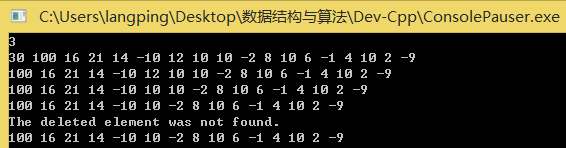 C:\Users\langping\Desktop\数据结构与算法\Dev-Cpp\ConsolePauser.exe
3
30 100 16 21 14 -10 12 10 10 -2 8 10 6 -1 4 10 2 -9
100 16 21 14 -10 12 10 10 -2 8 10 6 -1 4 10 2 -9
100 16 21 14 -10 10 10 -2 8 10 6 -1 4 10 2 -9
100 16 21 14 -10 10 -2 8 10 6 -1 4 10 2 -9
The deleted element was not found.
100 16 21 14 -10 10 -2 8 10 6 -1 4 10 2 -9